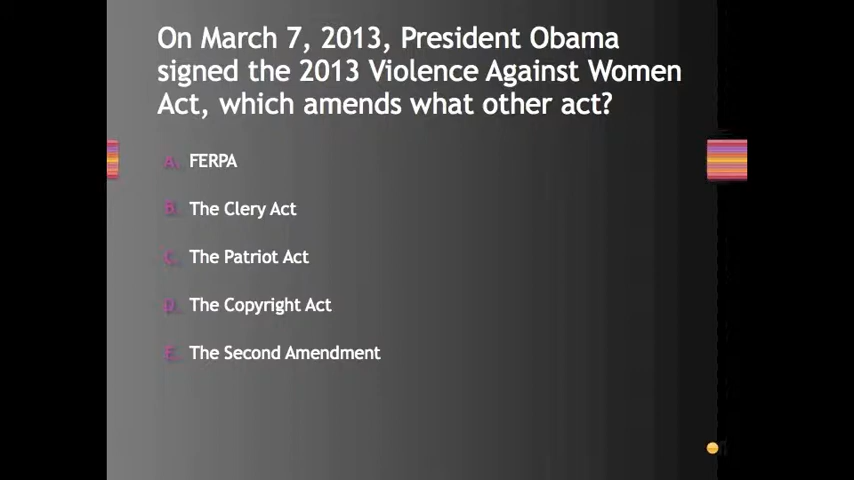 On March 7, 2013, President Obama
signed the 2013 Violence Against Women
Act, which amends what other act?
A. FERPA
B. The Clery Act
C. The Patriot Act
D. The Copyright Act
E. The Second Amendment